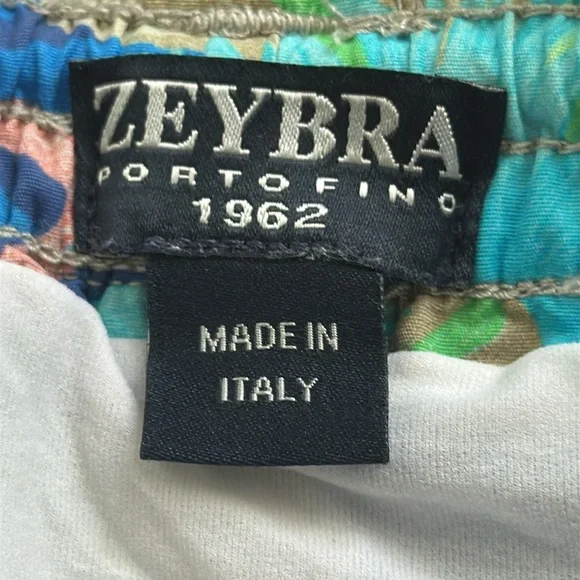 ZEYBRA
PORTOFINO
1962
MADE IN
ITALY